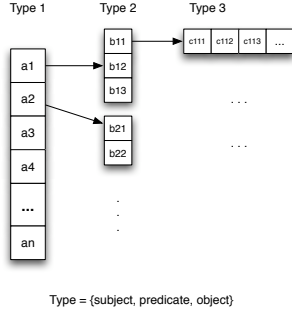 Type 1 Type 2 Type 3
b11 c111 c112 c113 ...
a1 b12
b13
a2 . . .
b21
a3
b22 . . .
a4
.
... .
.
an
Type = {subject, predicate, object}